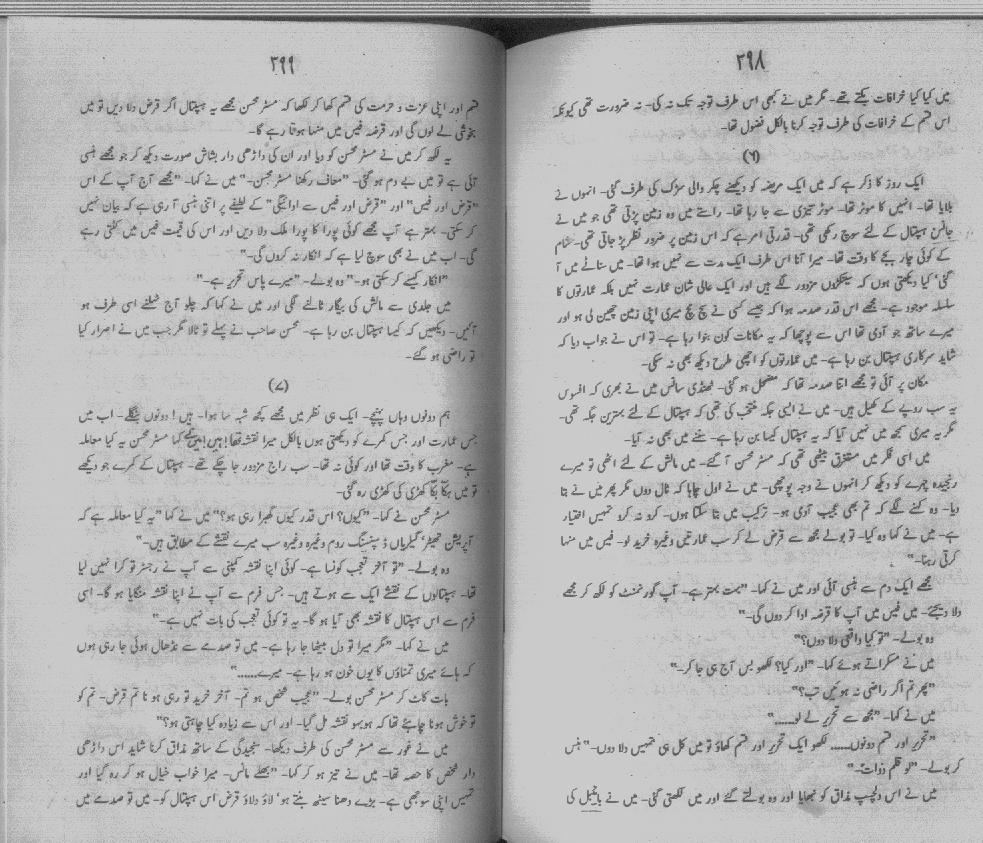 ۳۹۸
میں کیا کیا خرافات بکتے تھے۔ مگر میں نے کبھی اس طرف توجہ تک نہ کی۔ نہ ضرورت تھی کیونکہ
اس قسم کے خرافات کی طرف توجہ کرنا بالکل فضول تھا۔
(۶)
ایک روز کا ذکر ہے کہ میں ایک مریضہ کو دیکھنے چکر والی سڑک کی طرف گئی۔ انہوں نے
بلایا تھا۔ انہیں کا موٹر تھا۔ موٹر تیزی سے جا رہا تھا۔ راستے میں وہ زمین پڑتی تھی جو میں نے
جانسن ہسپتال کے لئے سوچ رکھی تھی۔ قدرتی امر ہے کہ اس زمین پر ضرور نظر پڑ جاتی تھی۔ شام
کے کوئی چار بجے کا وقت تھا۔ میرا آنا اس طرف ایک مدت سے نہیں ہوا تھا۔ میں سناٹے میں آ
گئی' کیا دیکھتی ہوں کہ سینکڑوں مزدور لگے ہیں اور ایک عالی شان عمارت نہیں بلکہ عمارتوں کا
سلسلہ موجود ہے۔ مجھے اس قدر صدمہ ہوا کہ جیسے کسی نے سچ مچ میری اپنی زمین چھین لی ہو اور
میرے ساتھ جو آدمی تھا اس سے پوچھا کہ یہ مکانات کون بنوا رہا ہے۔ تو اس نے جواب دیا کہ
شاید سرکاری ہسپتال بن رہا ہے۔ میں عمارتوں کو اچھی طرح دیکھ بھی نہ سکی۔
مکان پر آئی تو مجھے اتنا صدمہ تھا کہ مضمحل ہو گئی۔ ٹھنڈی سانس میں نے بھری کہ افسوس
یہ سب روپے کے کھیل ہیں۔ میں نے ایسی جگہ منتخب کی تھی کہ ہسپتال کے لئے بہترین جگہ تھی۔
مگر یہ میری سمجھ میں نہیں آیا کہ یہ ہسپتال کیسا بن رہا ہے۔ سننے میں بھی نہ آیا۔
میں اسی فکر میں مستغرق بیٹھی تھی کہ مسٹر محسن آ گئے۔ میں مالش کے لئے اٹھی تو میرے
رنجیدہ چہرے کو دیکھ کر انہوں نے وجہ پوچھی۔ میں نے اول چاہا کہ ٹال دوں مگر پھر میں نے بتا
دیا۔ وہ کہنے لگے کہ تم بھی عجیب آدمی ہو۔ ترکیب میں بتا سکتا ہوں۔ کرو نہ کرو تمہیں اختیار
ہے۔ میں نے کہا وہ کیا۔ تو بولے مجھ سے قرض لے کر سب عمارتیں وغیرہ خرید لو۔ فیس میں منہا
کرتی رہنا۔"
مجھے ایک دم سے ہنسی آئی اور میں نے کہا۔ "بہت بہتر ہے۔ آپ گورنمنٹ کو لکھ کر مجھے
دلا دیجئے۔ میں فیس میں آپ کا قرضہ ادا کر دوں گی۔"
وہ بولے۔ "تو کیا واقعی دلا دوں؟"
میں نے مسکراتے ہوئے کہا۔ "اور کیا؟ لکھو بس آج ہی جا کر۔"
"پھر تم اگر راضی نہ ہوئیں تب؟"
میں نے کہا۔ "مجھ سے تحریر لے لو......"
"تحریر اور قسم دونوں...... لکھو ایک تحریر اور قسم کھاؤ تو میں کل ہی تمہیں دلا دوں۔" ہنس
کر بولے۔ "لو قلم دوات۔"
میں نے اس دلچسپ مذاق کو نبھایا اور وہ بولتے گئے اور میں لکھتی گئی۔ میں نے بائبل کی
۳۹۹
قسم اور اپنی عزت و حرمت کی قسم کھا کر لکھا کہ مسٹر محسن مجھے یہ ہسپتال اگر قرض دلا دیں تو میں
بخوشی لے لوں گی اور قرضہ فیس میں منہا ہوتا رہے گا۔
یہ لکھ کر میں نے مسٹر محسن کو دیا اور ان کی داڑھی دار بشاش صورت دیکھ کر جو مجھے ہنسی
آئی ہے تو میں بے دم ہو گئی۔ "معاف رکھنا مسٹر محسن۔" میں نے کہا۔ "مجھے آج آپ کے اس
"قرض اور فیس" اور "قرض اور فیس سے ادائیگی" کے لطیفے پر اتنی ہنسی آ رہی ہے کہ بیان نہیں
کر سکتی۔ بہتر ہے آپ مجھے کوئی پورا کا پورا ملک دلا دیں اور اس کی قیمت فیس میں کٹتی رہے
گی۔ اب میں نے بھی سوچ لیا ہے کہ انکار نہ کروں گی۔"
"انکار کیسے کر سکتی ہو۔" وہ بولے۔ "میرے پاس تحریر ہے۔"
میں جلدی سے مالش کی بیگار ٹالنے لگی اور میں نے کہا کہ چلو آج ٹہلنے اسی طرف ہو
آئیں۔ دیکھیں کہ کیسا ہسپتال بن رہا ہے۔ محسن صاحب نے پہلے تو ٹالا مگر جب میں نے اصرار کیا
تو راضی ہو گئے۔
(۷)
ہم دونوں وہاں پہنچے۔ ایک ہی نظر میں مجھے کچھ شبہ سا ہوا۔ ہیں! دونوں بنگلے۔ اب میں
جس عمارت اور جس کمرے کو دیکھتی ہوں بالکل میرا نقشہ تھا! ہیں! میں نے کہا مسٹر محسن یہ کیا معاملہ
ہے۔ مغرب کا وقت تھا اور کوئی نہ تھا۔ سب راج مزدور جا چکے تھے۔ ہسپتال کے کمرے جو دیکھے
تو میں ہکا بکا کھڑی کی کھڑی رہ گئی۔
مسٹر محسن نے کہا۔ "کیوں؟ اس قدر کیوں گھبرا رہی ہو؟" میں نے کہا "یہ کیا معاملہ ہے کہ
آپریشن تھیٹر' گیلریاں ڈسپنسنگ روم وغیرہ وغیرہ سب میرے نقشے کے مطابق ہیں۔"
وہ بولے۔ "تو آخر تعجب کونسا ہے۔ کوئی اپنا نقشہ کمپنی سے آپ نے رجسٹر تو کرا نہیں لیا
تھا۔ ہسپتالوں کے نقشے ایک سے ہوتے ہیں۔ جس فرم سے آپ نے اپنا نقشہ منگایا ہو گا۔ اسی
فرم سے اس ہسپتال کا نقشہ بھی آیا ہو گا۔ یہ تو کوئی تعجب کی بات نہیں ہے۔"
میں نے کہا۔ "مگر میرا تو دل بیٹھا جا رہا ہے۔ میں تو صدمے سے نڈھال ہوئی جا رہی ہوں
کہ ہائے میری تمناؤں کا یوں خون ہو رہا ہے۔ میرے......"
بات کاٹ کر مسٹر محسن بولے۔ "عجیب شخص ہو تم۔ آخر خرید تو رہی ہو نا تم قرض۔ تم کو
تو خوش ہونا چاہئے تھا کہ ہوبہو نقشہ مل گیا۔ اور اس سے زیادہ کیا چاہتی ہو؟"
میں نے غور سے مسٹر محسن کی طرف دیکھا۔ سنجیدگی کے ساتھ مذاق کرنا شاید اس داڑھی
دار شخص کا حصہ تھا۔ میں نے تیز ہو کر کہا۔ "بھلے مانس۔ میرا خواب خیال ہو کر رہ گیا اور
تمہیں اپنی سوجھی ہے۔ بڑے دھنا سیٹھ بنتے ہو' لاؤ دلاؤ قرض اس ہسپتال کو۔ میں تو صدمے میں